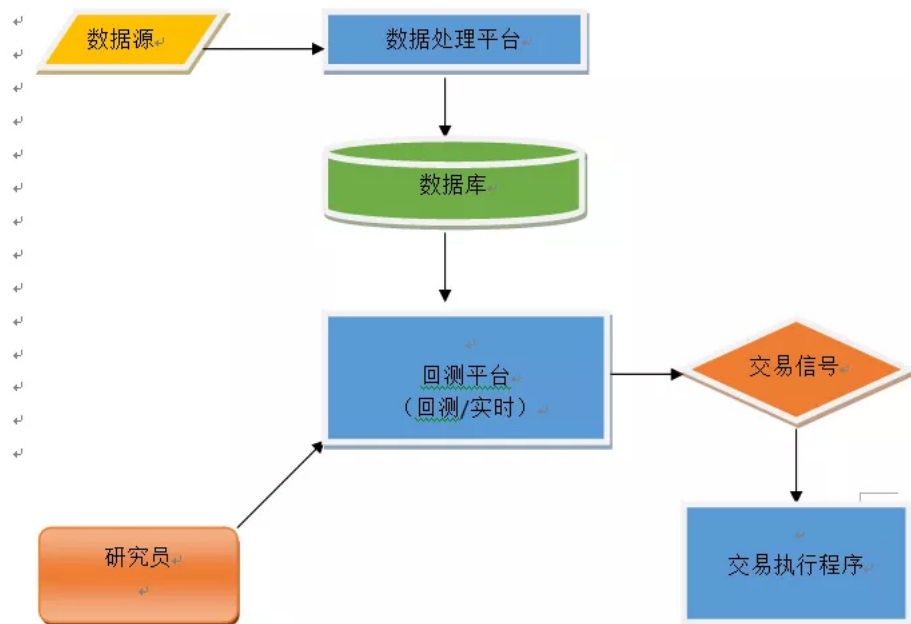 数据源
数据处理平台
数据库
回测平台
（回测/实时）
交易信号
研究员
交易执行程序